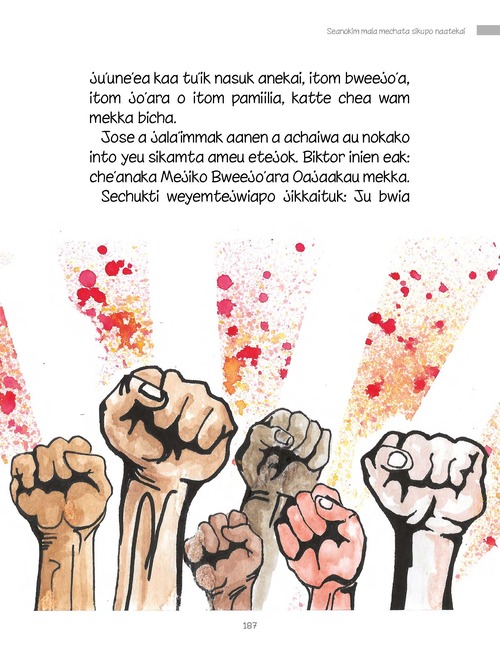 Seanokim mala mechata sikupo naatekai
ju'une'ea kaa tu'ik nasuk anekai, itom bweejo'a,
itom jo'ara o itom pamiilia, katte chea wam
mekka bicha.
Jose a jala'immak aanen a achaiwa au nokako
into yeu sikamta ameu etejok. Biktor inien eak:
che'anaka Mejiko Bweejo'ara Oajaakau mekka.
Sechukti weyemtejwiapo jikkaituk: Ju bwia
187